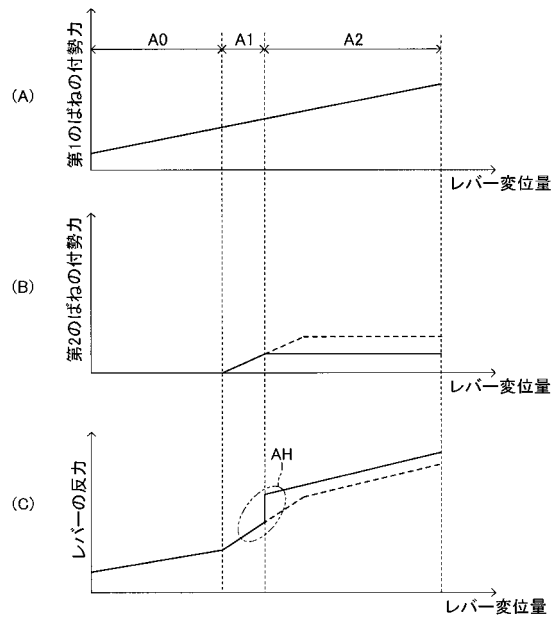 A0
A1
A2
(A)
第1のばねの付勢力
レバー変位量
(B)
第2のばねの付勢力
レバー変位量
AH
(C)
レバーの反力
レバー変位量